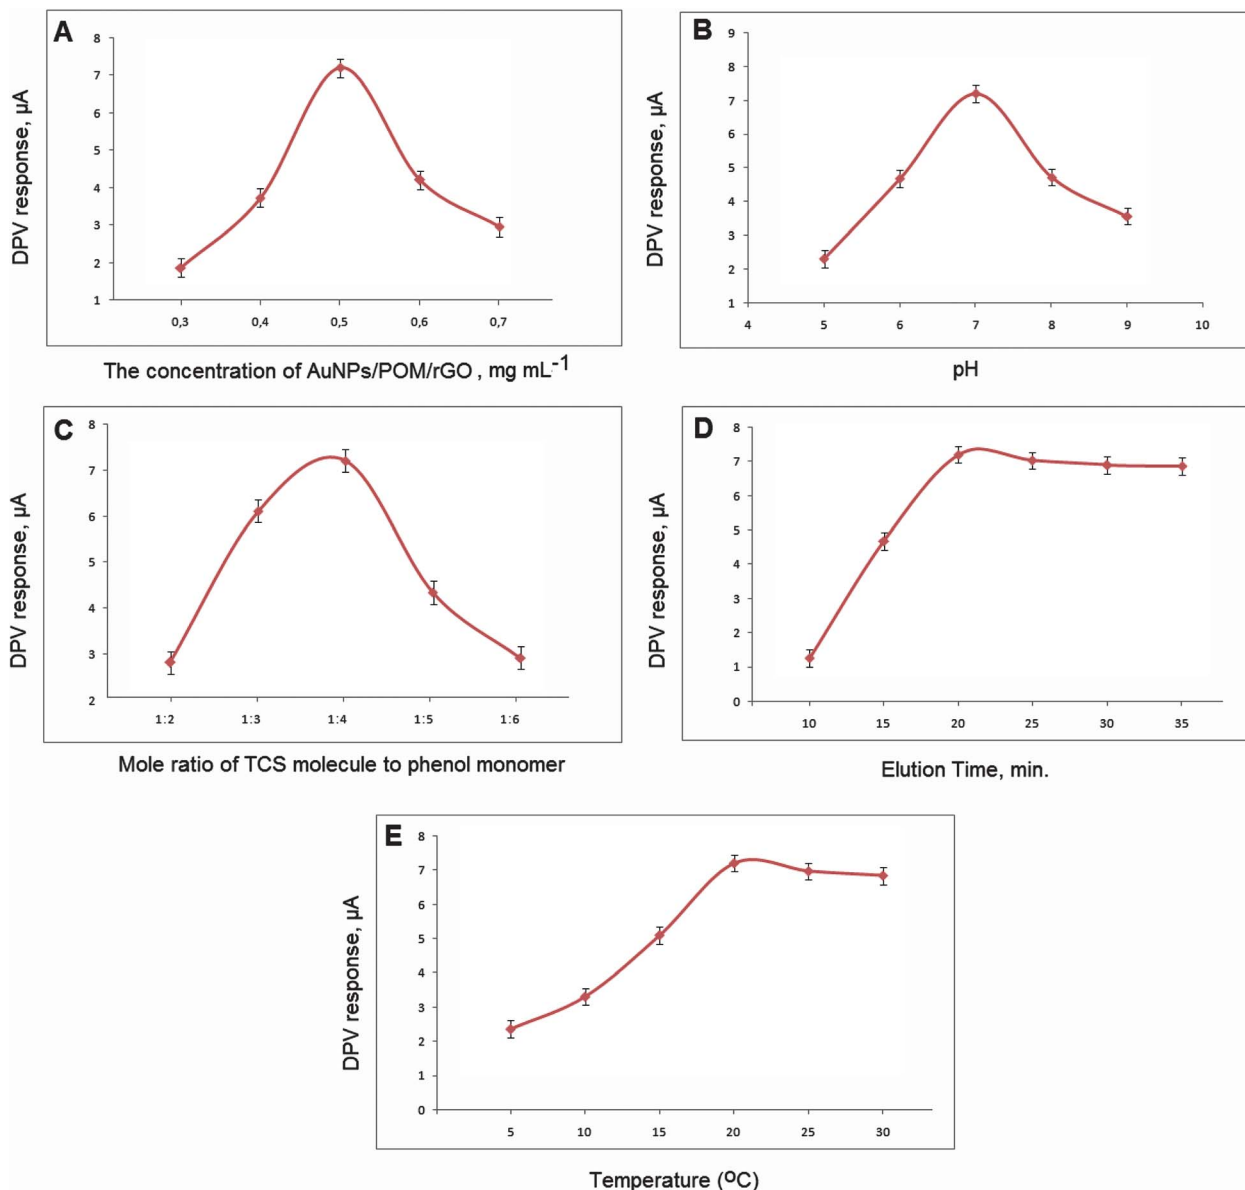 A
DPV response, µA
8
7
6
5
4
3
2
1
0,3 0,4 0,5 0,6 0,7
The concentration of AuNPs/POM/rGO , mg mL-1
B
DPV response, µA
9
8
7
6
5
4
3
2
1
4 5 6 7 8 9 10
pH
C
DPV response, µA
8
7
6
5
4
3
2
1:2 1:3 1:4 1:5 1:6
Mole ratio of TCS molecule to phenol monomer
D
DPV response, µA
8
7
6
5
4
3
2
1
0
10 15 20 25 30 35
Elution Time, min.
E
DPV response, µA
8
7
6
5
4
3
2
1
0
5 10 15 20 25 30
Temperature (ºC)